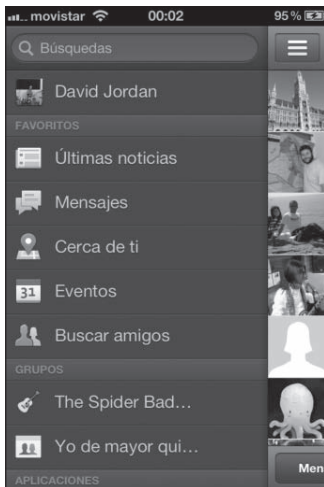 movistar 00:02 95 %
Búsquedas
David Jordan
FAVORITOS
Últimas noticias
Mensajes
Cerca de ti
31 Eventos
Buscar amigos
GRUPOS
The Spider Bad...
Yo de mayor qui...
APLICACIONES
Men